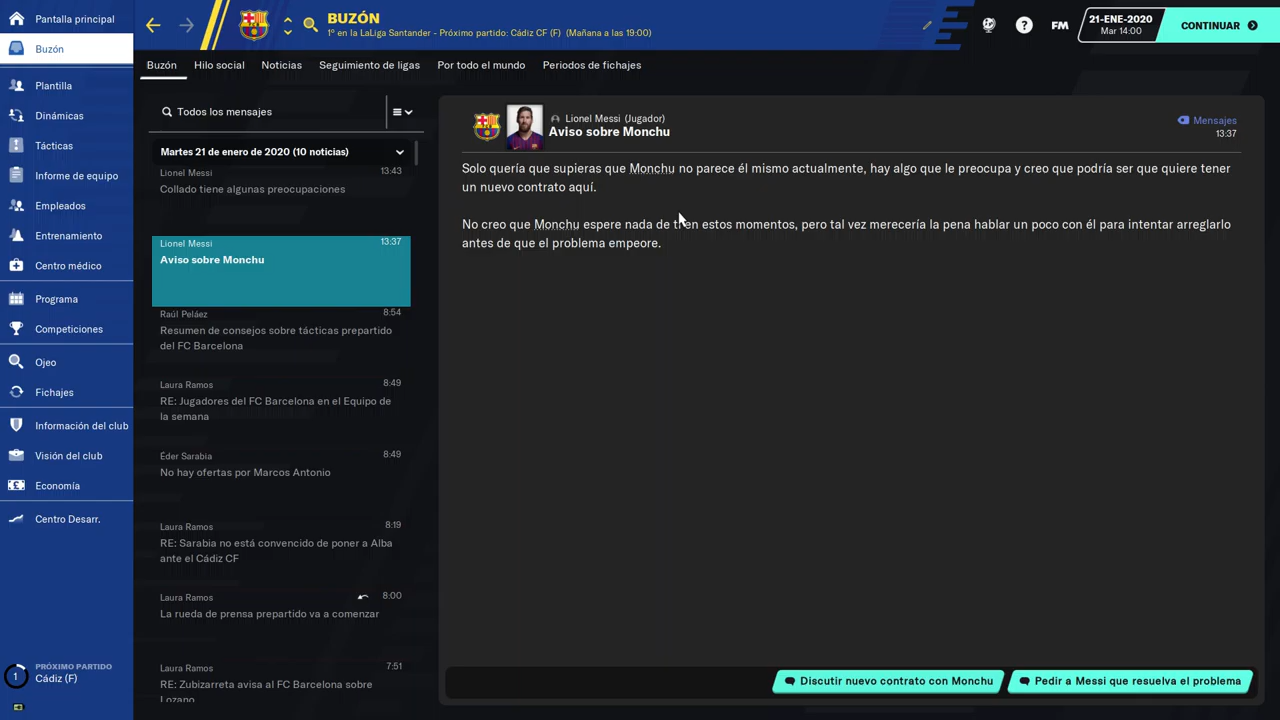 Pantalla principal
Buzón
Plantilla
Dinámicas
Tácticas
Informe de equipo
Empleados
Entrenamiento
Centro médico
Programa
Competiciones
Ojeo
Fichajes
Información del club
Visión del club
Economía
Centro Desarr.
1
PRÓXIMO PARTIDO
Cádiz (F)
BUZÓN
1º en la LaLiga Santander - Próximo partido: Cádiz CF (F) (Mañana a las 19:00)
FM
21-ENE-2020
Mar 14:00
CONTINUAR
Buzón Hilo social Noticias Seguimiento de ligas Por todo el mundo Periodos de fichajes
Todos los mensajes
Martes 21 de enero de 2020 (10 noticias)
Lionel Messi 13:43
Collado tiene algunas preocupaciones
Lionel Messi 13:37
Aviso sobre Monchu
Raúl Peláez 8:54
Resumen de consejos sobre tácticas prepartido
del FC Barcelona
Laura Ramos 8:49
RE: Jugadores del FC Barcelona en el Equipo de
la semana
Éder Sarabia 8:49
No hay ofertas por Marcos Antonio
Laura Ramos 8:19
RE: Sarabia no está convencido de poner a Alba
ante el Cádiz CF
Laura Ramos 8:00
La rueda de prensa prepartido va a comenzar
Laura Ramos 7:51
RE: Zubizarreta avisa al FC Barcelona sobre
Lozano
Lionel Messi (Jugador)
Aviso sobre Monchu
Mensajes
13:37
Solo quería que supieras que Monchu no parece él mismo actualmente, hay algo que le preocupa y creo que podría ser que quiere tener
un nuevo contrato aquí.
No creo que Monchu espere nada de ti en estos momentos, pero tal vez merecería la pena hablar un poco con él para intentar arreglarlo
antes de que el problema empeore.
Discutir nuevo contrato con Monchu
Pedir a Messi que resuelva el problema